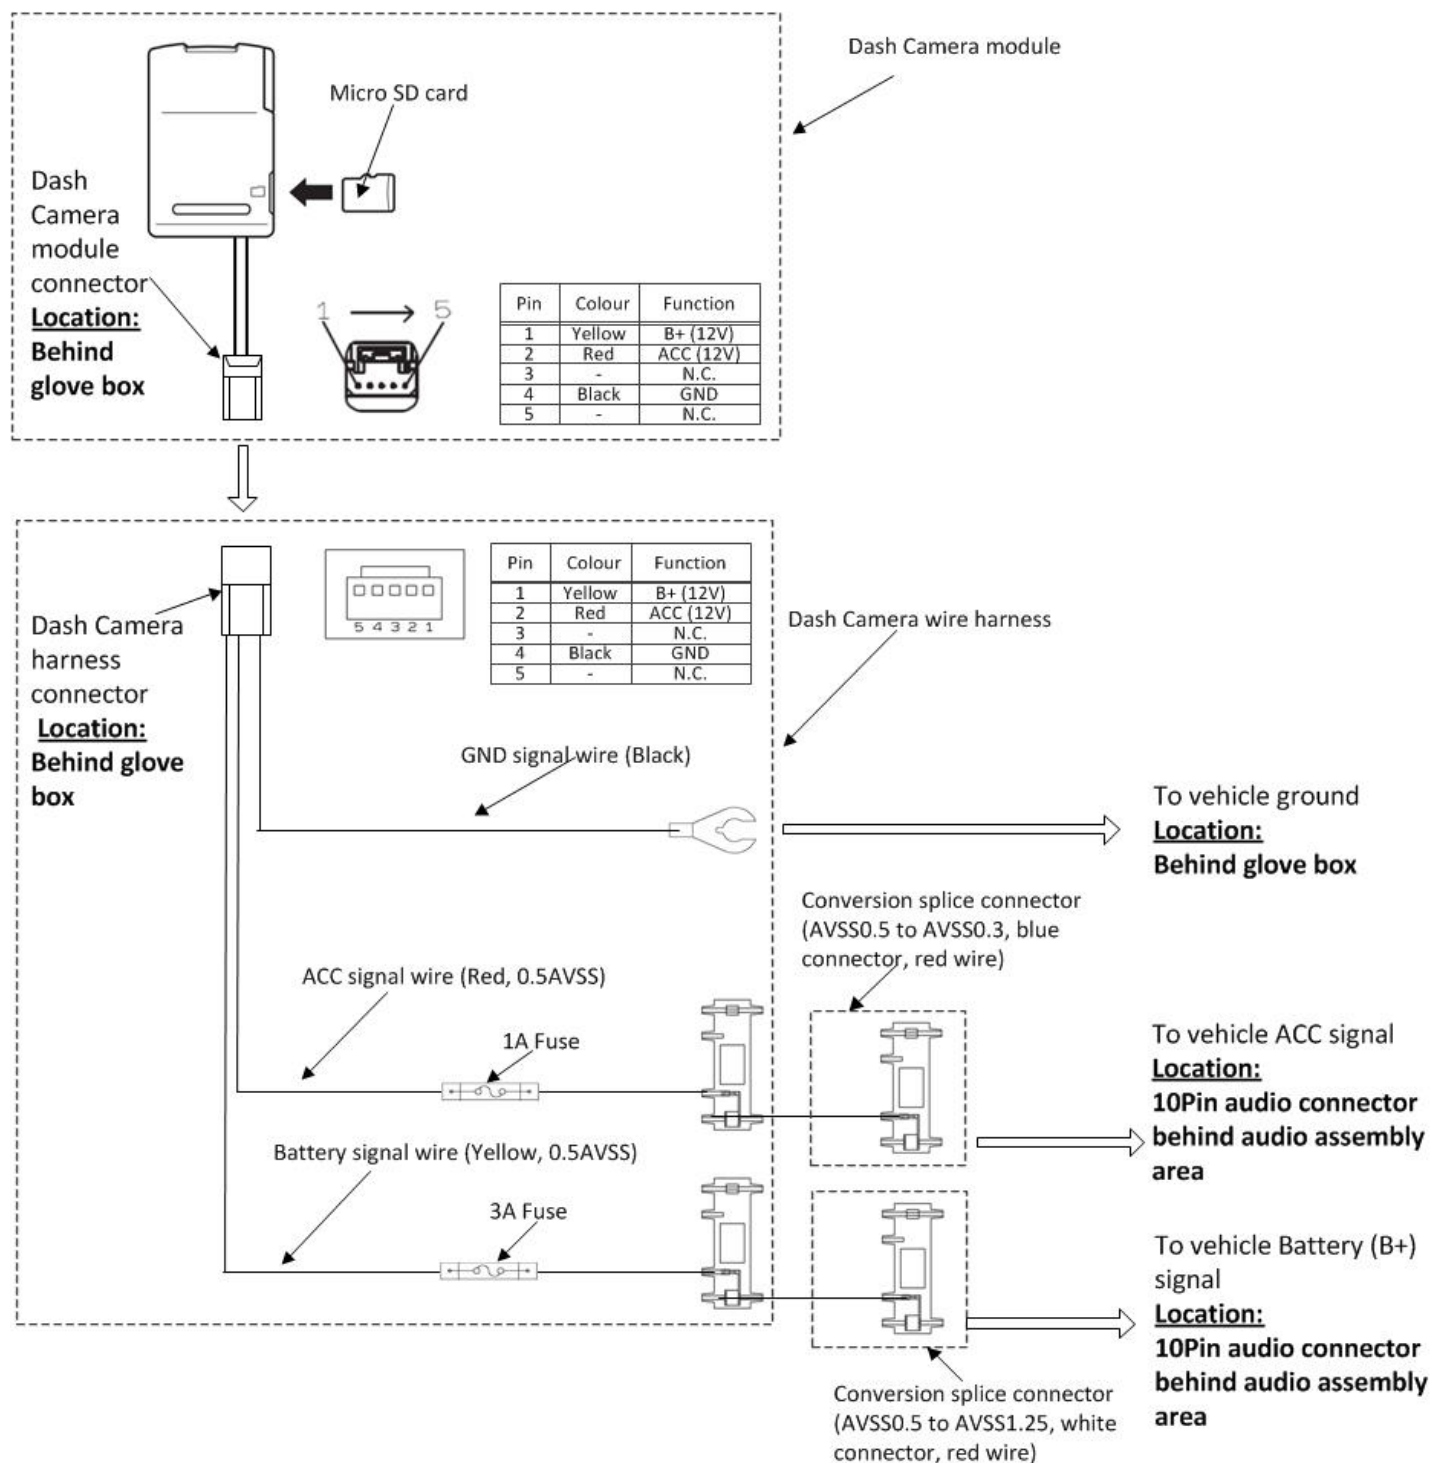 Dash Camera module
Micro SD card
Dash
Camera
module
connector
Location:
Behind
glove box
1
5
Pin Colour Function
1 Yellow B+ (12V)
2 Red ACC (12V)
3 - N.C.
4 Black GND
5 - N.C.
5 4 3 2 1
Pin Colour Function
1 Yellow B+ (12V)
2 Red ACC (12V)
3 - N.C.
4 Black GND
5 - N.C.
Dash Camera
harness
connector
Location:
Behind glove
box
Dash Camera wire harness
GND signal wire (Black)
To vehicle ground
Location:
Behind glove box
Conversion splice connector
(AVSS0.5 to AVSS0.3, blue
connector, red wire)
ACC signal wire (Red, 0.5AVSS)
1A Fuse
To vehicle ACC signal
Location:
10Pin audio connector
behind audio assembly
area
Battery signal wire (Yellow, 0.5AVSS)
3A Fuse
To vehicle Battery (B+)
signal
Location:
10Pin audio connector
behind audio assembly
area
Conversion splice connector
(AVSS0.5 to AVSS1.25, white
connector, red wire)